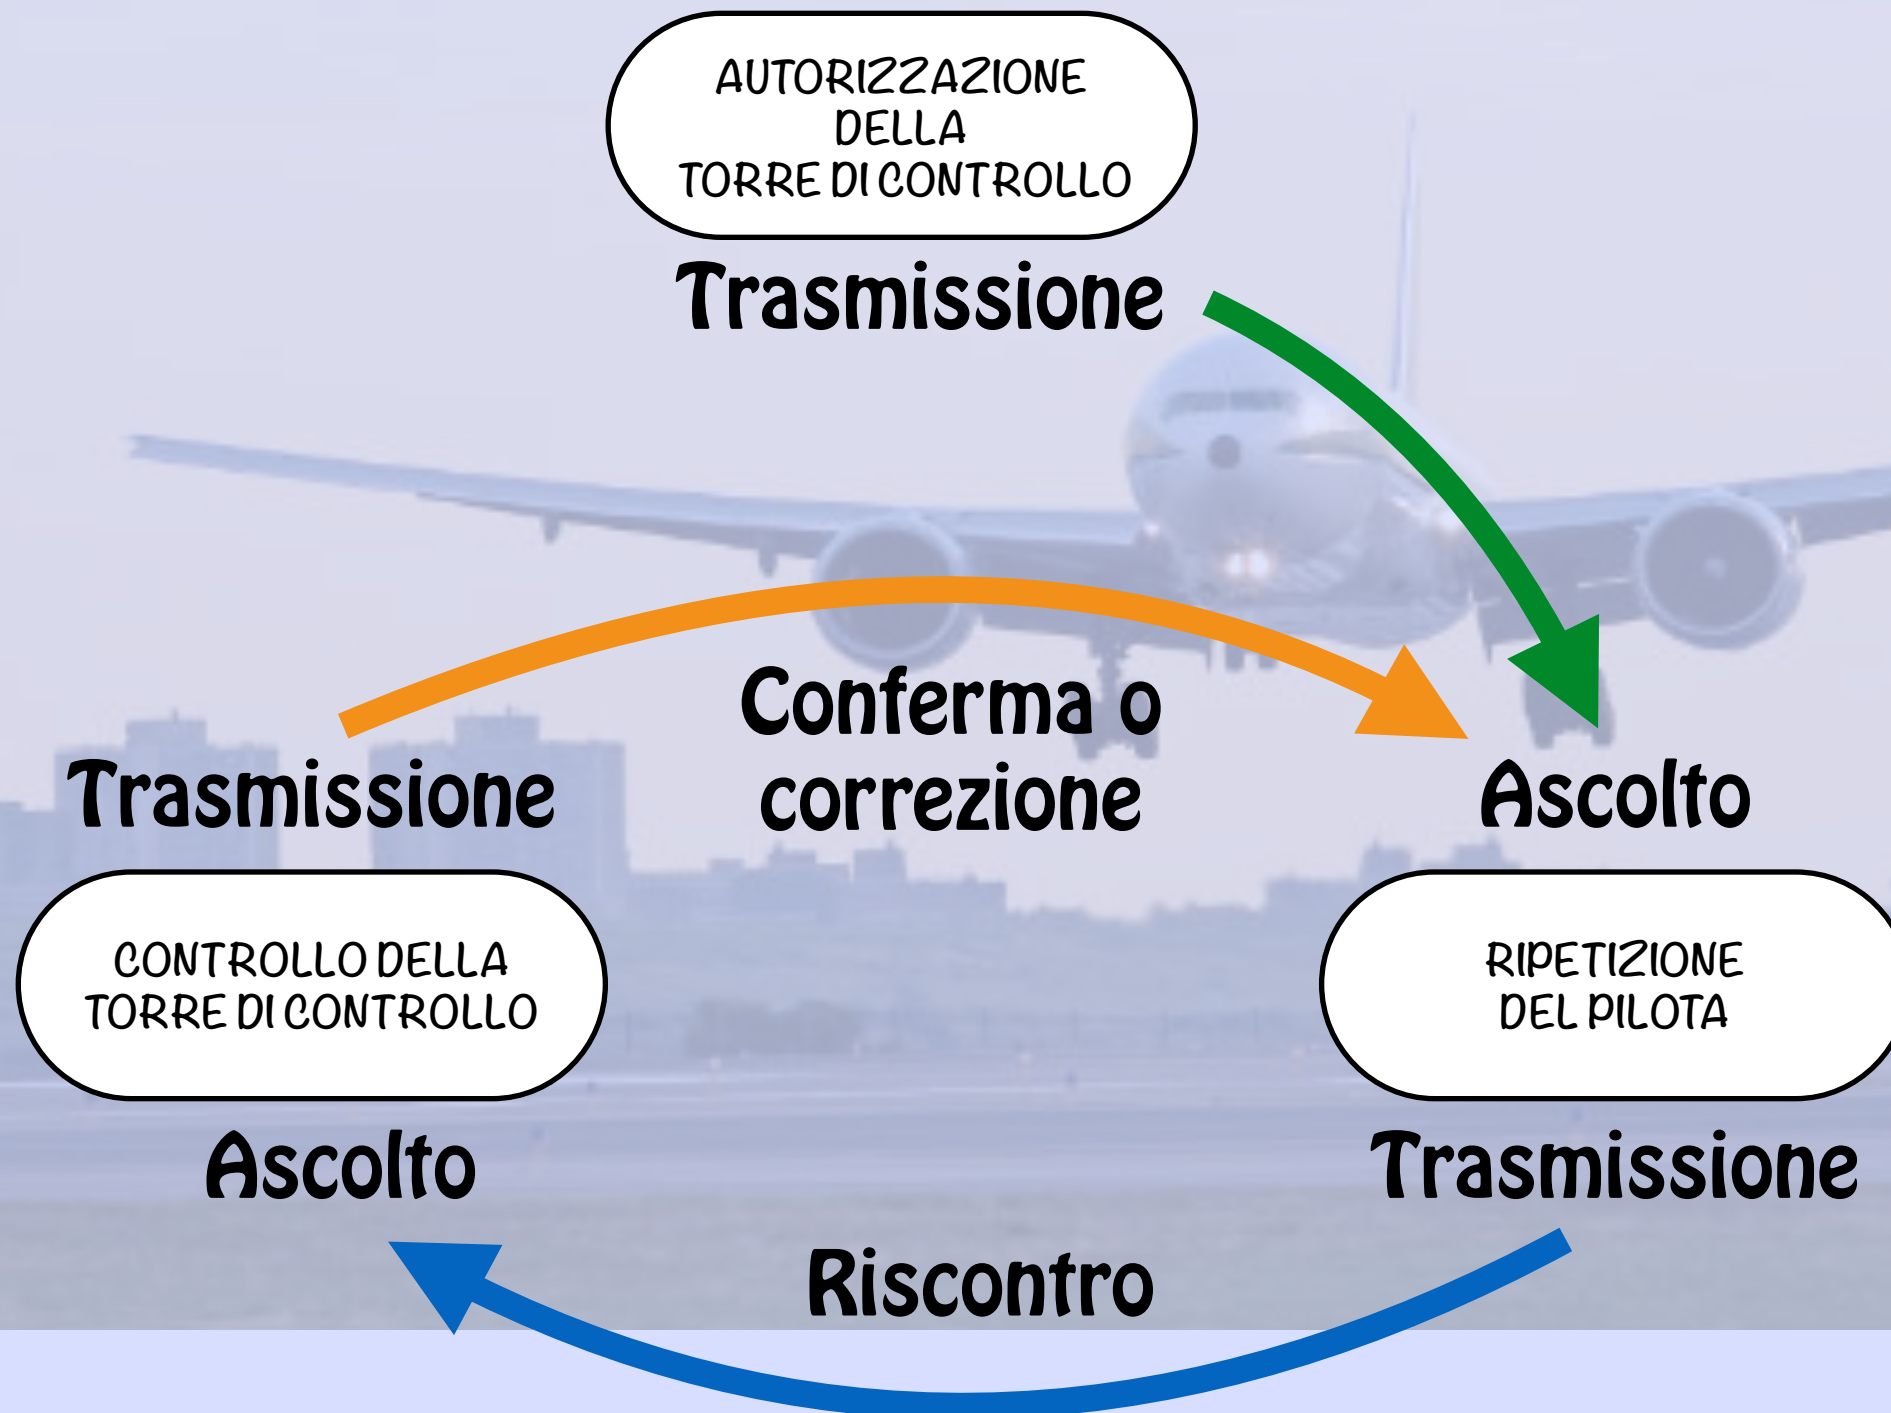 AUTORIZZAZIONE
DELLA
TORRE DI CONTROLLO
Trasmissione
Conferma o
correzione
Trasmissione
Ascolto
CONTROLLO DELLA
TORRE DI CONTROLLO
RIPETIZIONE
DEL PILOTA
Ascolto
Trasmissione
Riscontro